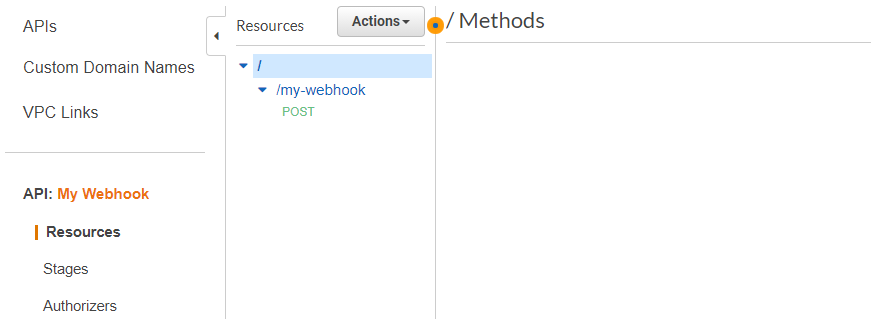 APIs
Custom Domain Names
VPC Links
API: My Webhook
Resources
Stages
Authorizers
Resources
Actions
/
/my-webhook
POST
/ Methods